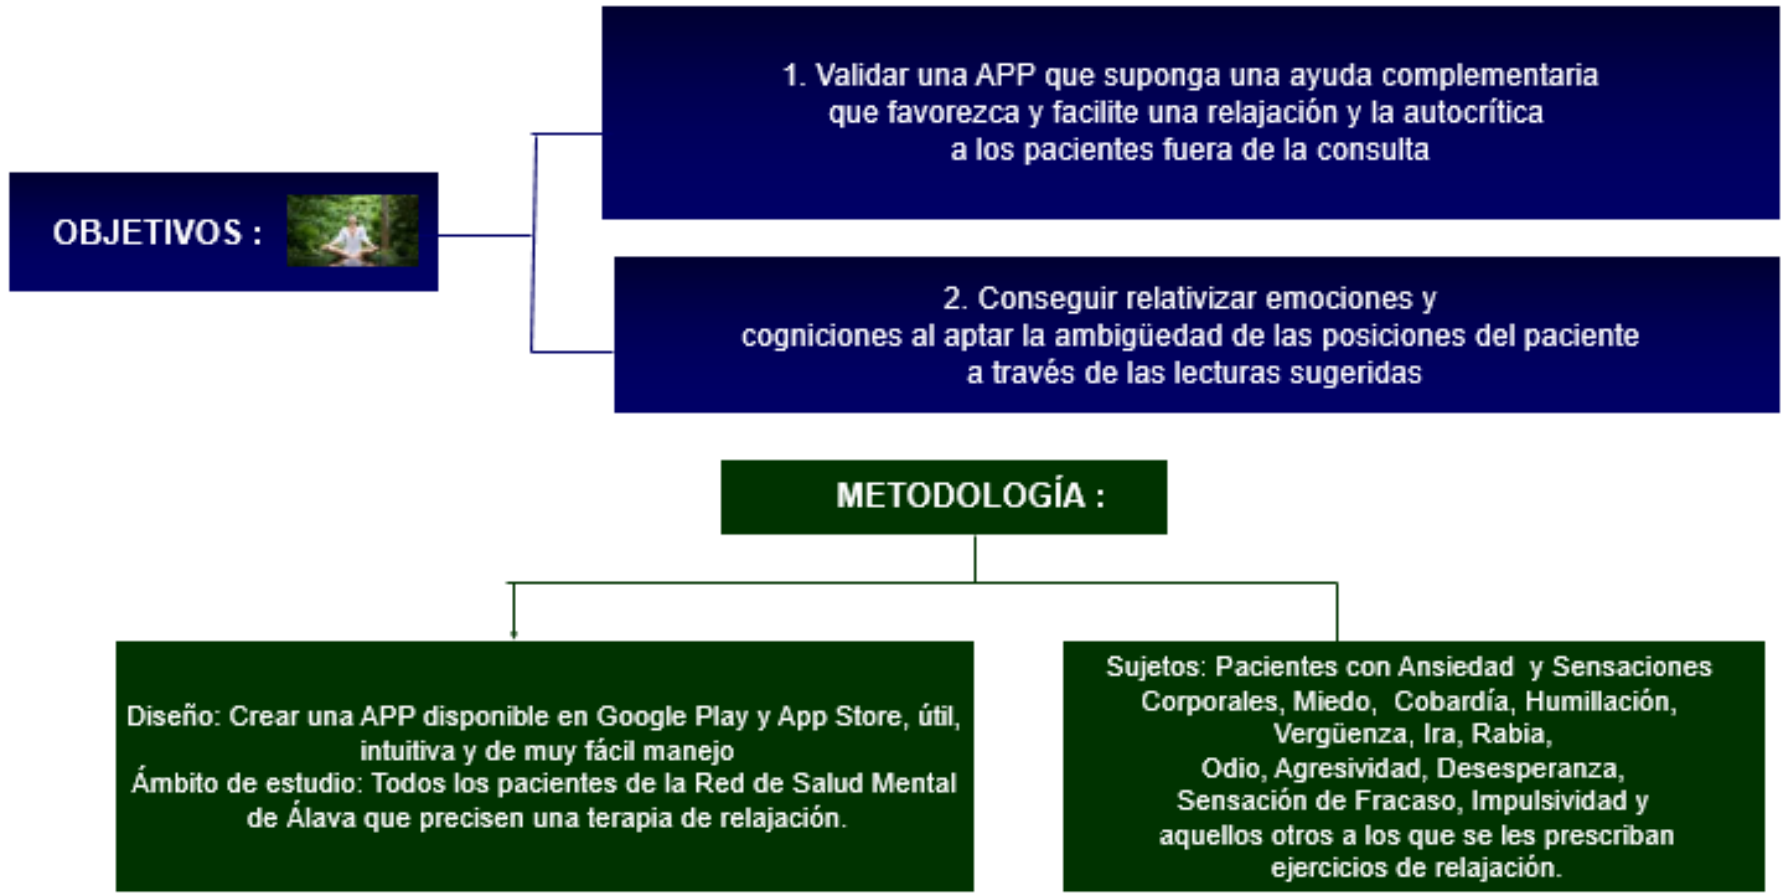 OBJETIVOS :
1. Validar una APP que suponga una ayuda complementaria
que favorezca y facilite una relajación y la autocrítica
a los pacientes fuera de la consulta
2. Conseguir relativizar emociones y
cogniciones al aptar la ambigüedad de las posiciones del paciente
a través de las lecturas sugeridas
METODOLOGÍA :
Diseño: Crear una APP disponible en Google Play y App Store, útil,
intuitiva y de muy fácil manejo
Ámbito de estudio: Todos los pacientes de la Red de Salud Mental
de Álava que precisen una terapia de relajación.
Sujetos: Pacientes con Ansiedad y Sensaciones
Corporales, Miedo, Cobardía, Humillación,
Vergüenza, Ira, Rabia,
Odio, Agresividad, Desesperanza,
Sensación de Fracaso, Impulsividad y
aquellos otros a los que se les prescriban
ejercicios de relajación.